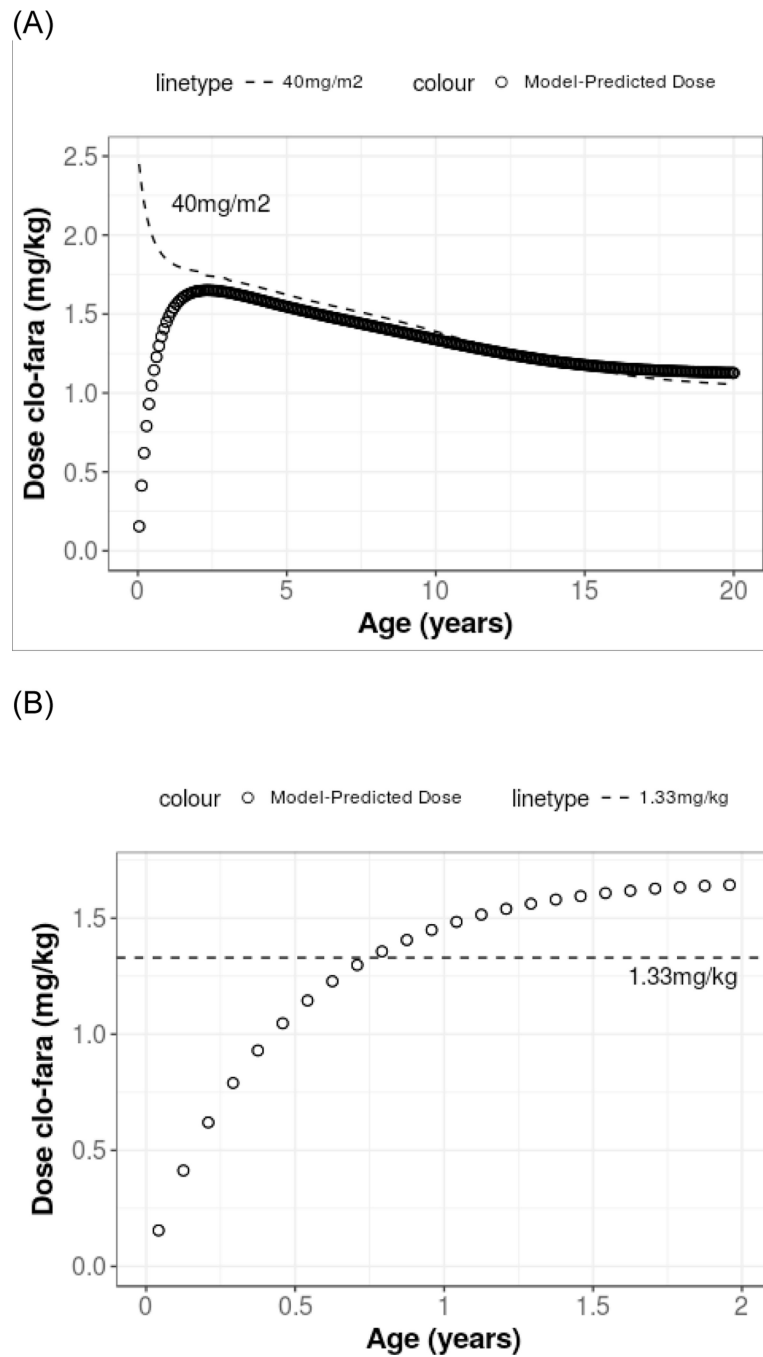 (A)
linetype -- 40mg/m2 colour Model-Predicted Dose
2.5
40mg/m2
2.0
1.5
1.0
0.5
0.0
Dose clo-fara (mg/kg)
0 5 10 15 20
Age (years)
(B)
colour Model-Predicted Dose linetype -- 1.33mg/kg
1.5
1.33mg/kg
1.0
0.5
0.0
Dose clo-fara (mg/kg)
0 0.5 1 1.5 2
Age (years)